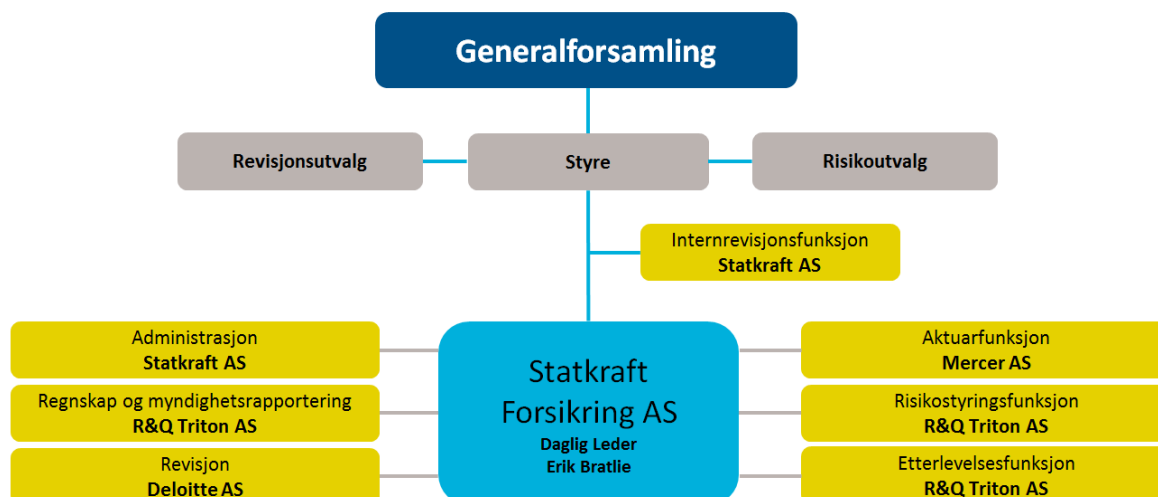 Generalforsamling
Revisjonsutvalg
Styre
Risikoutvalg
Internrevisjonsfunksjon
Statkraft AS
Administrasjon
Statkraft AS
Regnskap og myndighetsrapportering
R&Q Triton AS
Revisjon
Deloitte AS
Statkraft
Forsikring AS
Daglig Leder
Erik Bratlie
Aktuarfunksjon
Mercer AS
Risikostyringsfunksjon
R&Q Triton AS
Etterlevelsesfunksjon
R&Q Triton AS